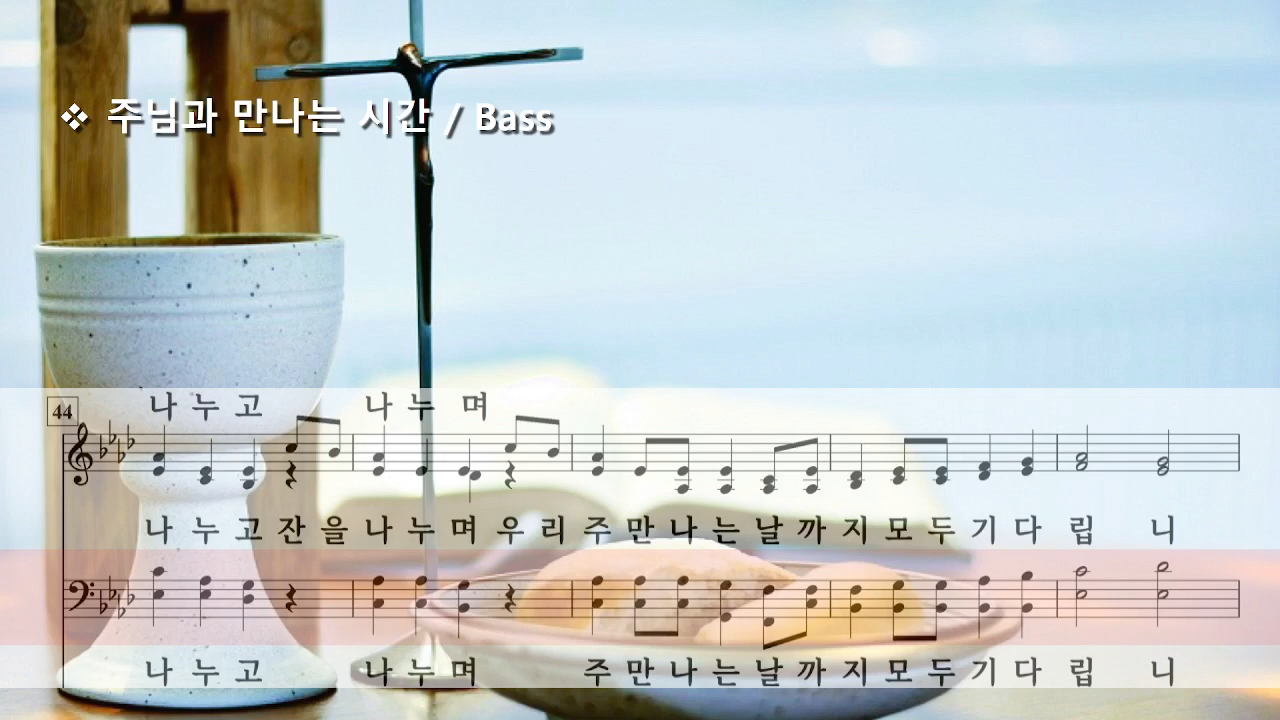 ❖ 주님과 만나는 시간 / Bass
나 누 고 나 누 며
44
나 누 고 잔 을 나 누 며 우 리 주 만 나 는 날 까 지 모 두 기 다 립 니
나 누 고 나 누 며 주 만 나 는 날 까 지 모 두 기 다 립 니